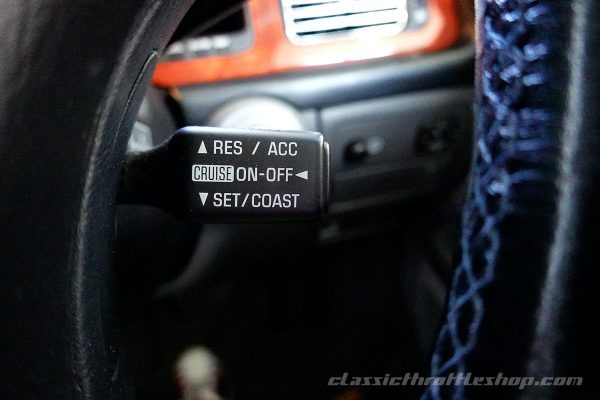 ▲ RES / ACC
CRUISE ON-OFF ◄
▼ SET/COAST
classicthrottleshop.com